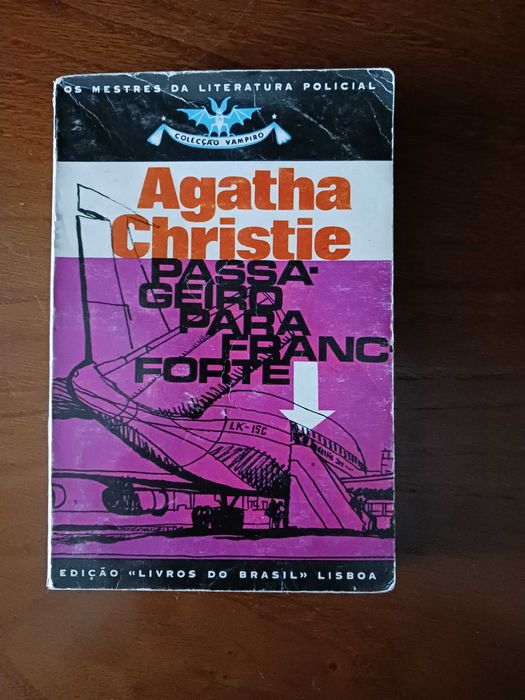 OS MESTRES DA LITERATURA POLICIAL
COLECÇÃO VAMPIRO
Agatha
Christie
PASSA-
GEIRO
PARA
FRANC-
FORTE
LK-ISC
EDIÇÃO «LIVROS DO BRASIL» LISBOA